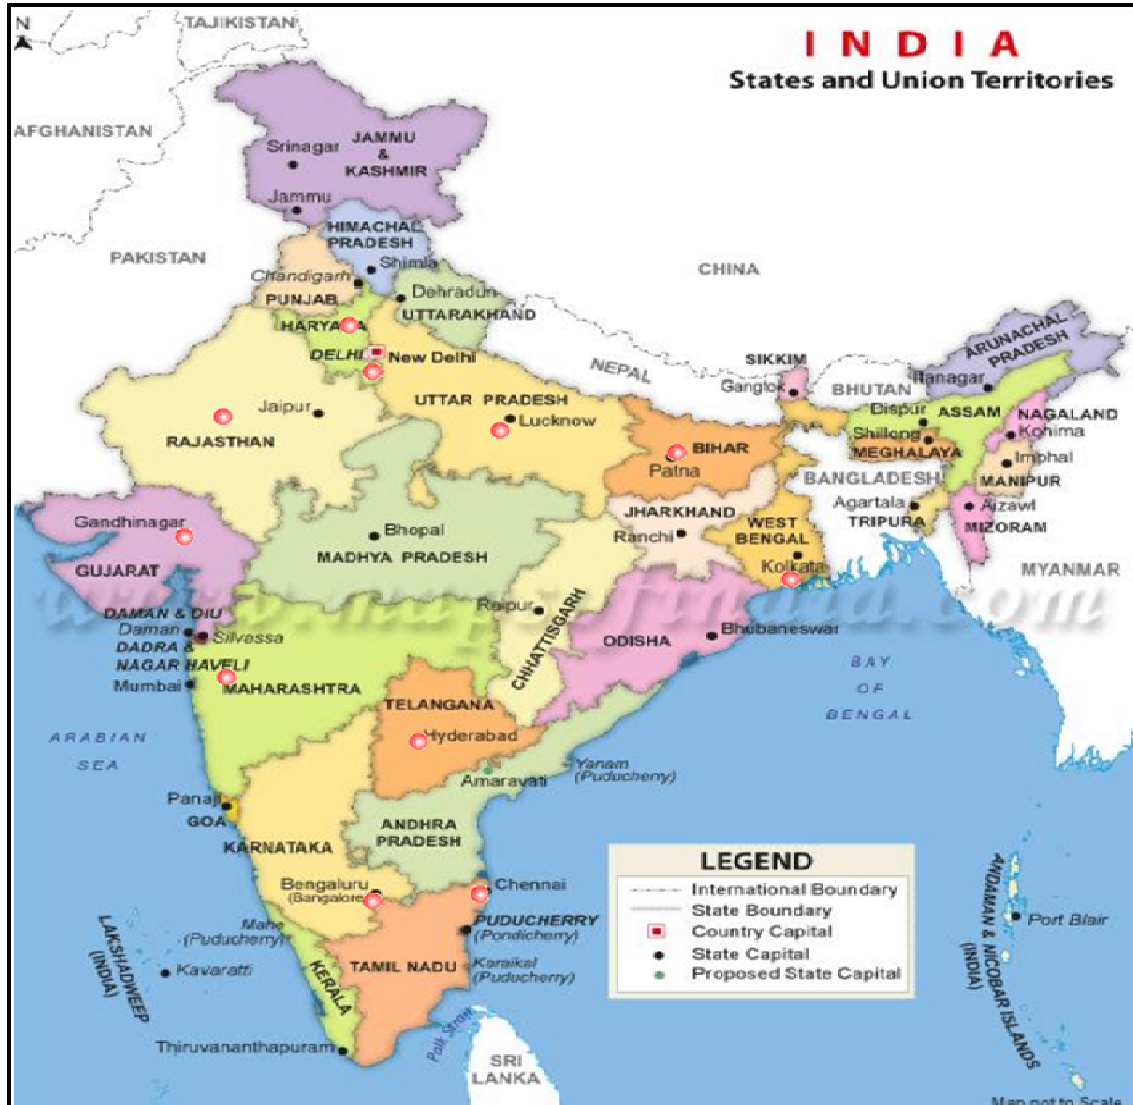 N
TAJIKISTAN
INDIA
States and Union Territories
AFGHANISTAN
JAMMU
&
KASHMIR
Srinagar
Jammu
HIMACHAL
PRADESH
PAKISTAN
Shimla
CHINA
Chandigarh
PUNJAB
Dehradun
UTTARAKHAND
HARYANA
DELHI
New Delhi
NEPAL
SIKKIM
Gangtok
BHUTAN
ARUNACHAL
PRADESH
Itanagar
UTTAR PRADESH
Jaipur
Lucknow
RAJASTHAN
BIHAR
Patna
Dispur
ASSAM
NAGALAND
Shillong
Kohima
MEGHALAYA
Imphal
MANIPUR
BANGLADESH
Gandhinagar
GUJARAT
Bhopal
MADHYA PRADESH
JHARKHAND
Ranchi
WEST
BENGAL
Kolkata
Agartala
TRIPURA
Aizawl
MIZORAM
MYANMAR
www.mapsofindia.com
DAMAN & DIU
Daman
Silvassa
DADRA &
NAGAR HAVELI
Mumbai
MAHARASHTRA
Raipur
CHHATTISGARH
ODISHA
Bhubaneswar
BAY
OF
BENGAL
TELANGANA
Hyderabad
ARABIAN
SEA
Amaravati
Yanam
(Puducherry)
Panaji
GOA
KARNATAKA
ANDHRA
PRADESH
Bengaluru
(Bangalore)
Chennai
PUDUCHERRY
(Pondicherry)
Mahe
(Puducherry)
TAMIL NADU
Karaikal
(Puducherry)
KERALA
LAKSHADWEEP
(INDIA)
Kavaratti
Thiruvananthapuram
Palk Strait
SRI
LANKA
LEGEND
International Boundary
State Boundary
Country Capital
State Capital
Proposed State Capital
ANDAMAN & NICOBAR ISLANDS
(INDIA)
Port Blair
Map not to Scale